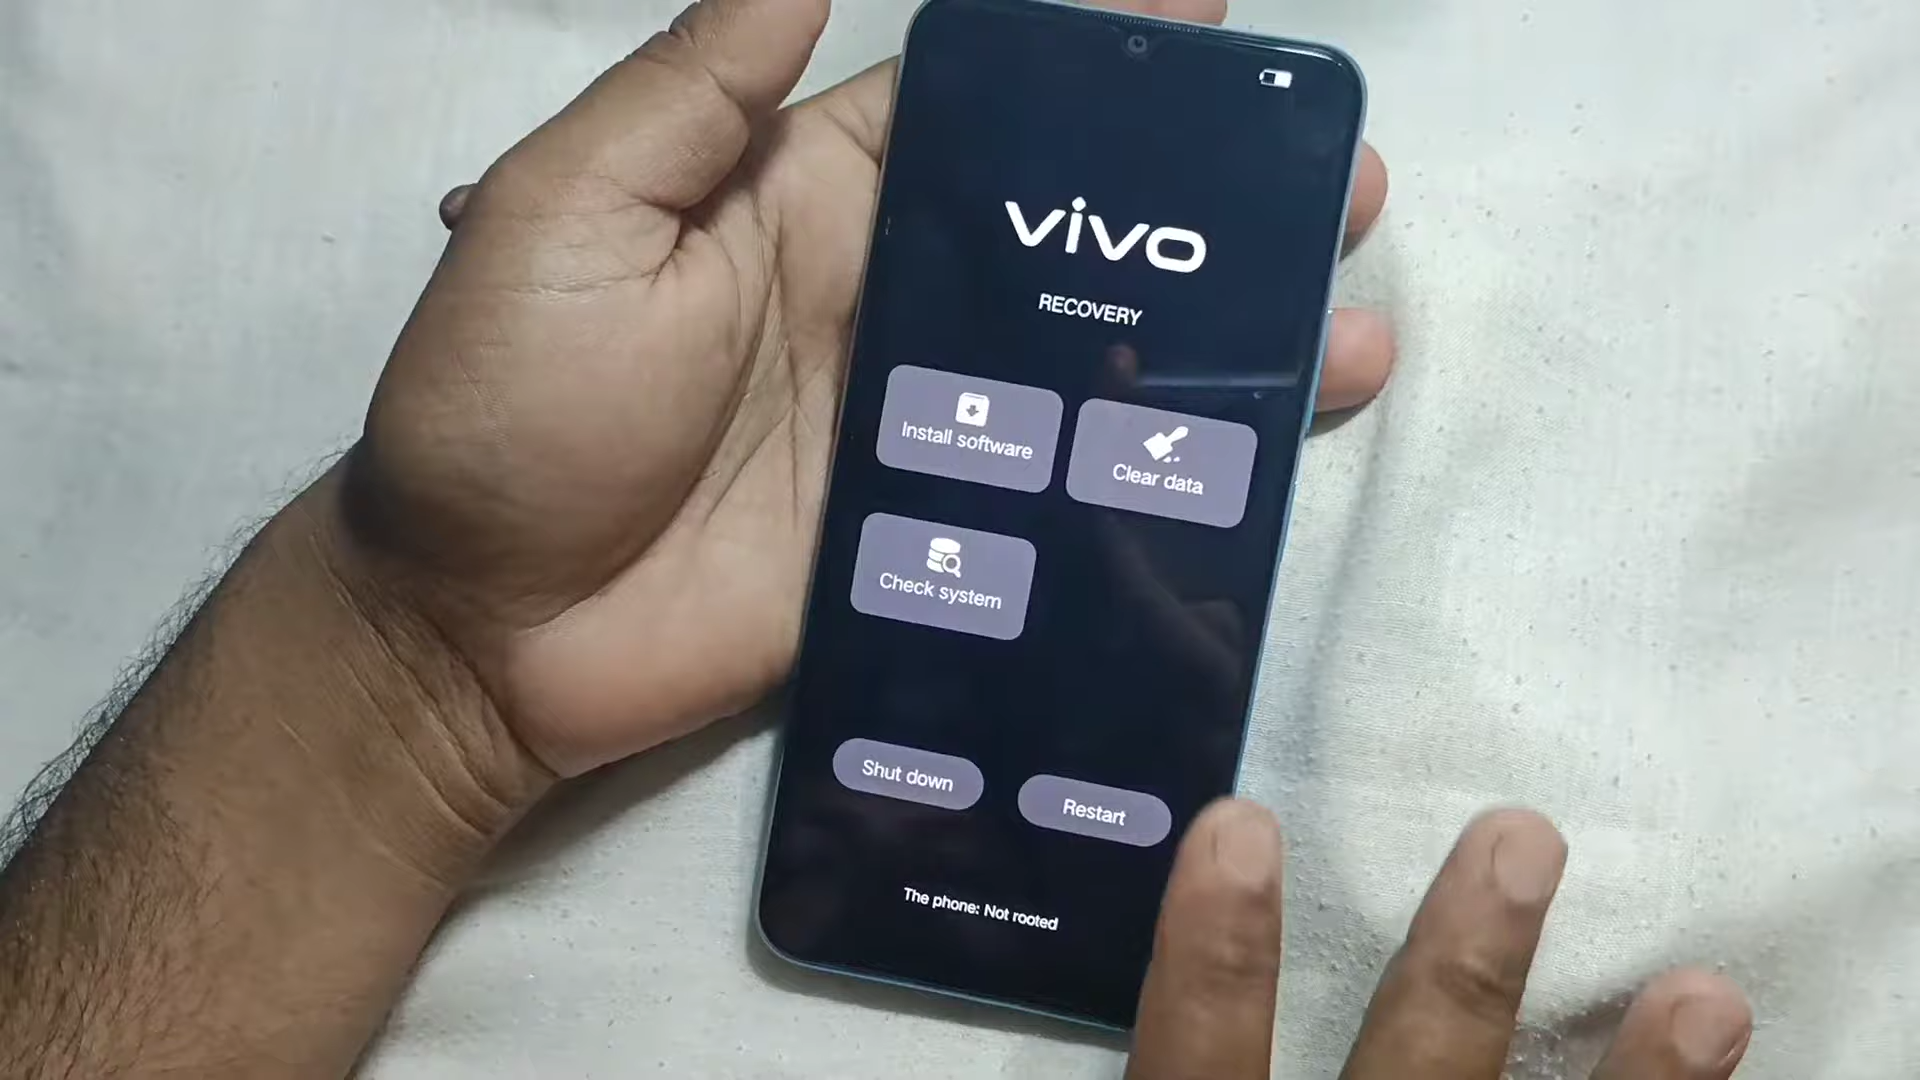 vivo
RECOVERY
Install software
Clear data
Check system
Shut down
Restart
The phone: Not rooted